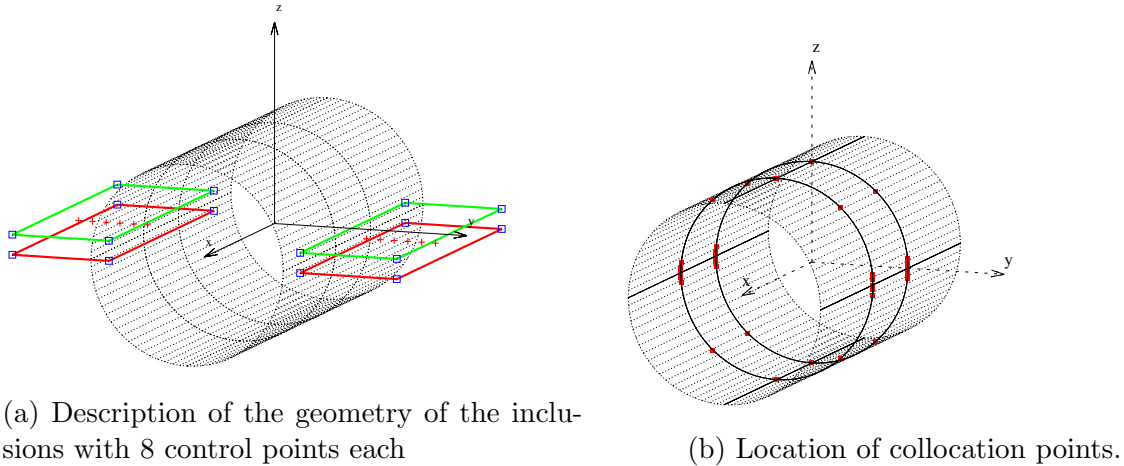 z
y
x
z
y
x
(a) Description of the geometry of the inclu-
sions with 8 control points each
(b) Location of collocation points.